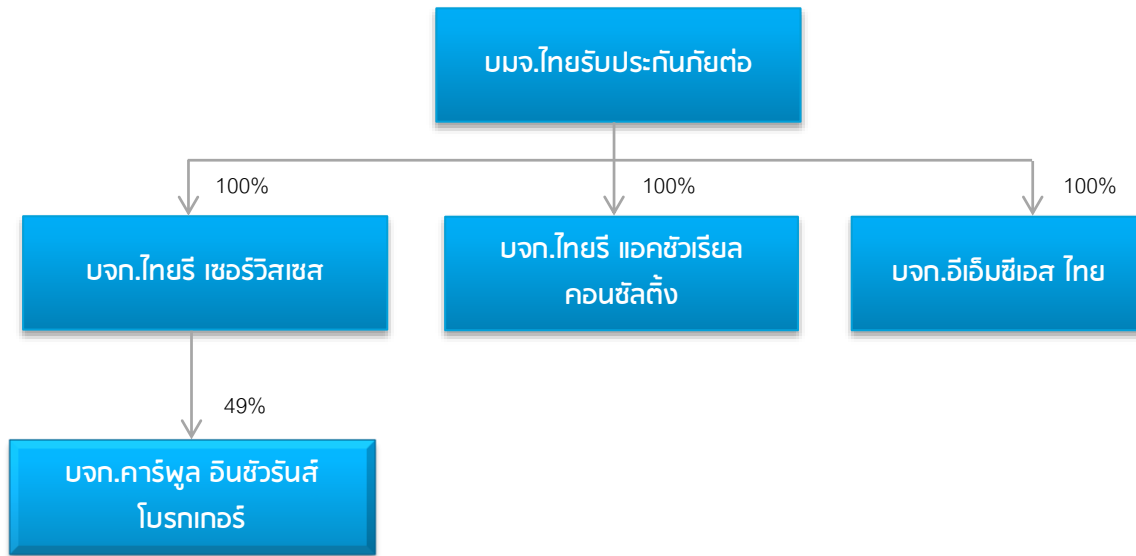 บมจ.ไทยรับประกันภัยต่อ
100%
100%
100%
บจก.ไทยรี เซอร์วิสเซส
บจก.ไทยรี แอคชัวเรียล
คอนซัลติ้ง
บจก.อีเอ็มซีเอส ไทย
49%
บจก.คาร์พูล อินชัวรันส์
โบรกเกอร์